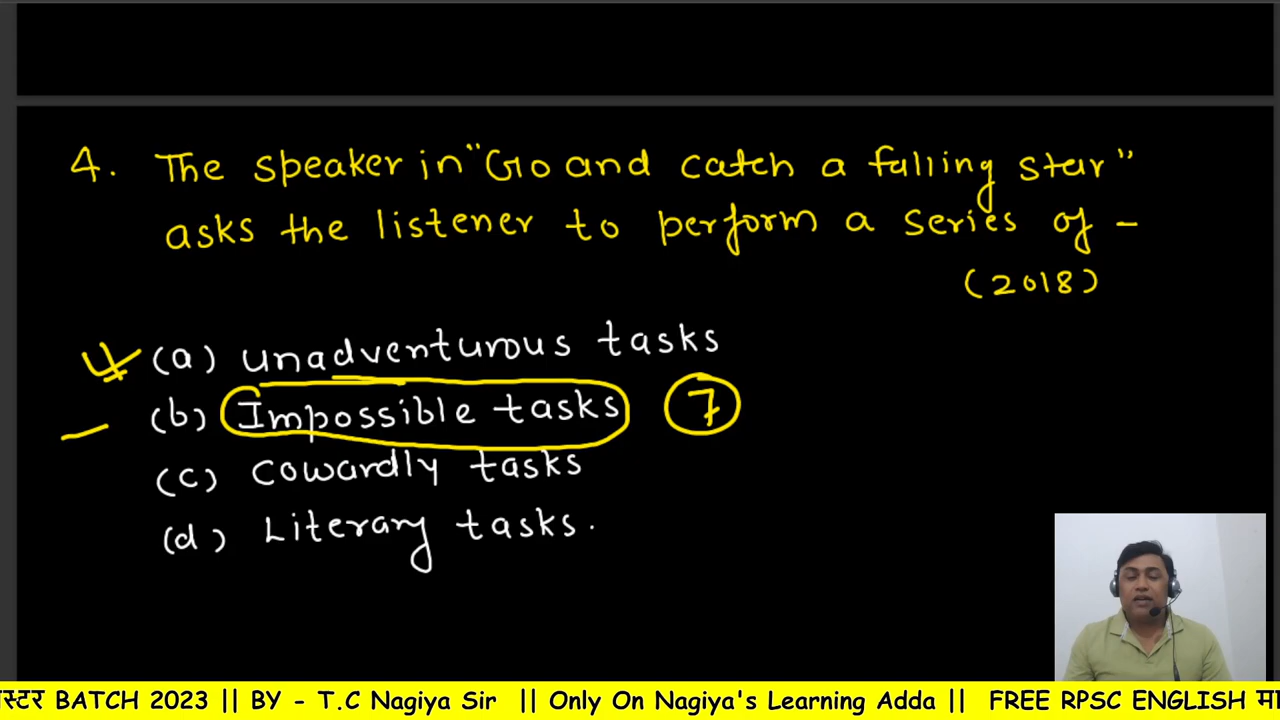 4. The speaker in "Go and catch a falling star"
asks the listener to perform a series of -
(2018)
(a) unadventurous tasks
(b) Impossible tasks 7
(c) cowardly tasks
(d) Literary tasks.
स्टर BATCH 2023 || BY - T.C Nagiya Sir || Only On Nagiya's Learning Adda || FREE RPSC ENGLISH मा